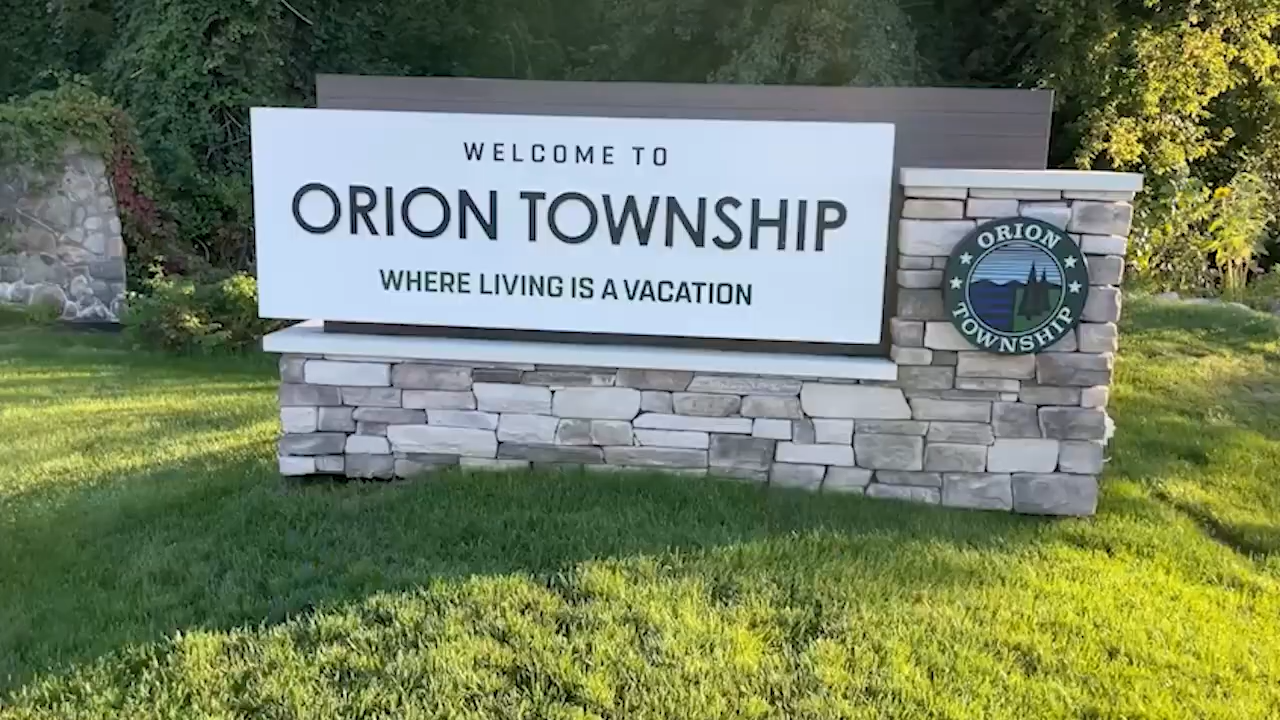 WELCOME TO
ORION TOWNSHIP
WHERE LIVING IS A VACATION
ORION
TOWNSHIP